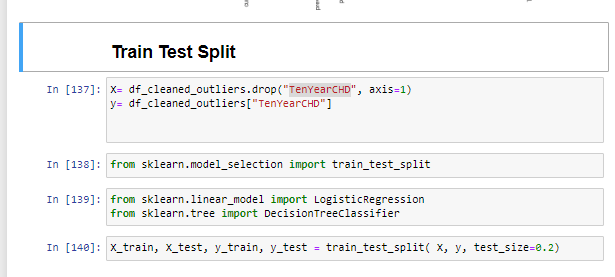 Train Test Split
In [137]: X= df_cleaned_outliers.drop("TenYearCHD", axis=1)
y= df_cleaned_outliers["TenYearCHD"]
In [138]: from sklearn.model_selection import train_test_split
In [139]: from sklearn.linear_model import LogisticRegression
from sklearn.tree import DecisionTreeClassifier
In [140]: X_train, X_test, y_train, y_test = train_test_split( X, y, test_size=0.2)